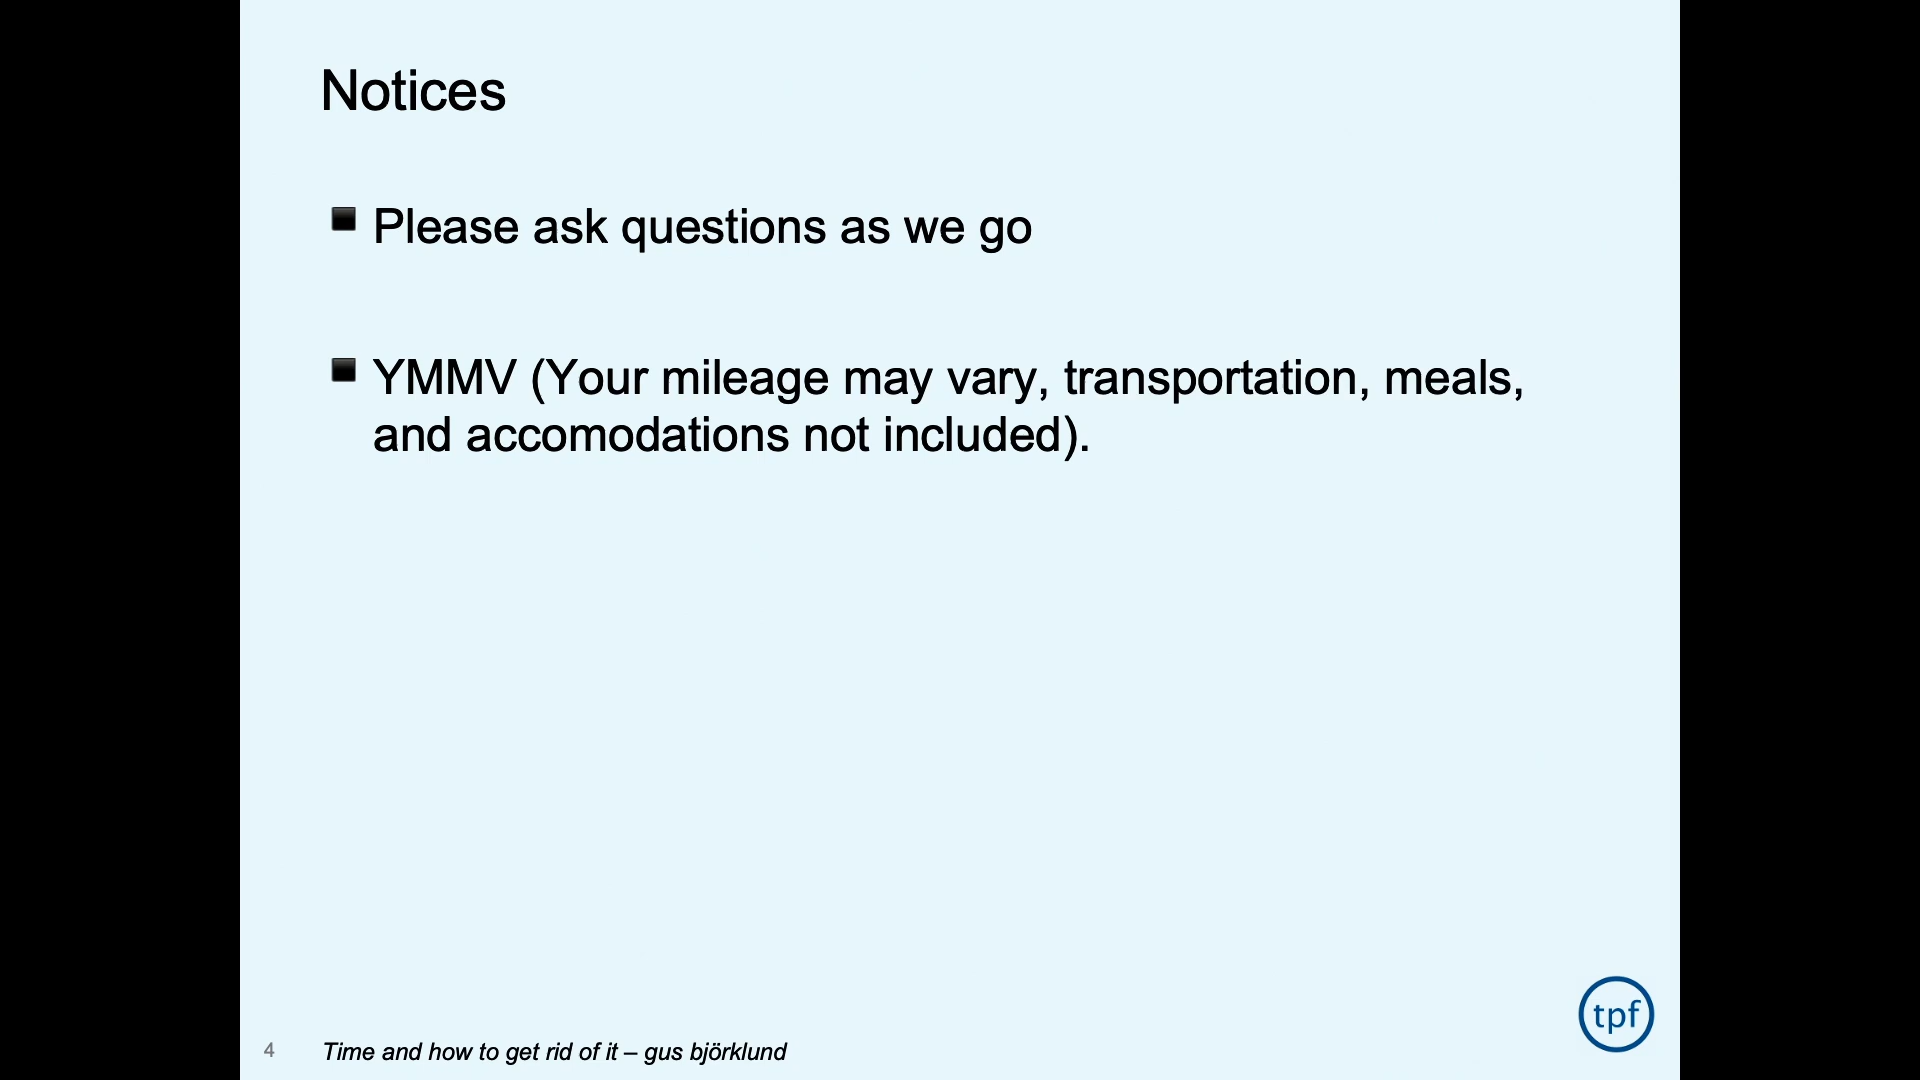 Notices
Please ask questions as we go
YMMV (Your mileage may vary, transportation, meals,
and accomodations not included).
tpf
4
Time and how to get rid of it – gus björklund